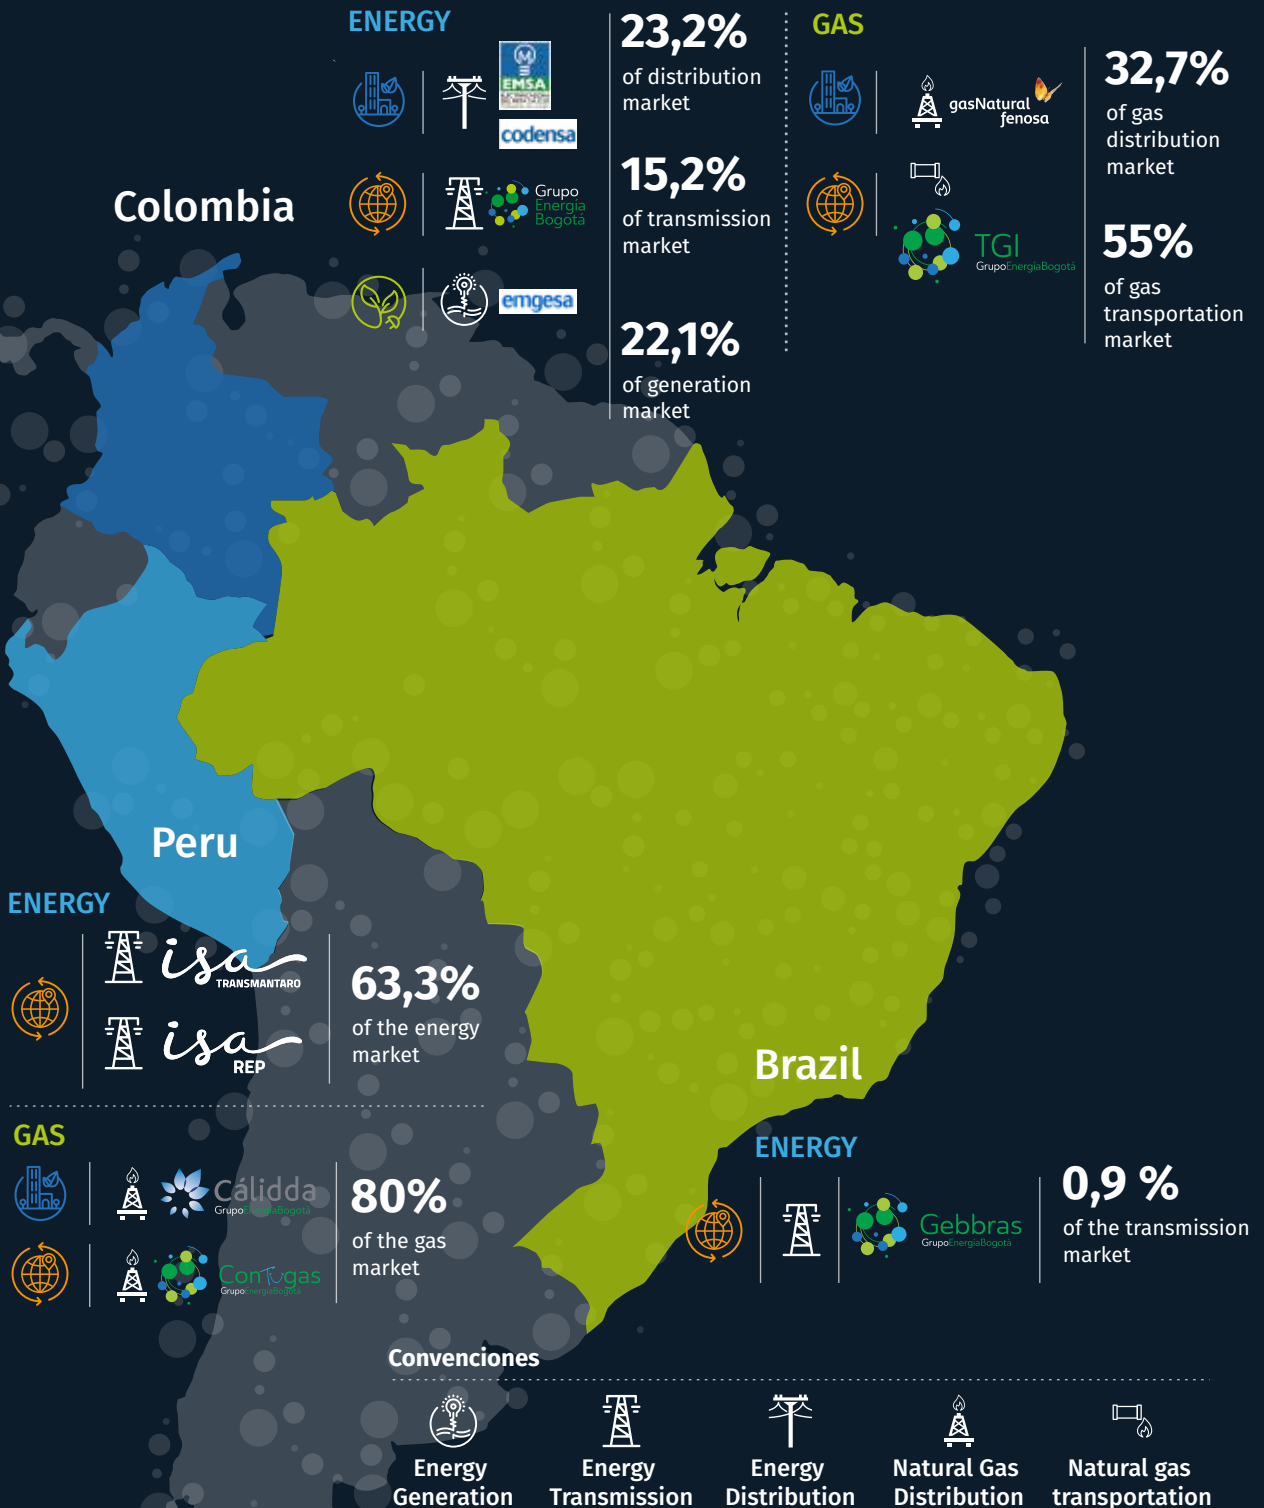 ENERGY
EMSA
codensa
23,2%
of distribution
market
Grupo
Energía
Bogotá
15,2%
of transmission
market
emgesa
22,1%
of generation
market
GAS
gasNatural
fenosa
32,7%
of gas
distribution
market
TGI
GrupoEnergíaBogotá
55%
of gas
transportation
market
Colombia
Peru
ENERGY
isa
TRANSMANTARO
isa
REP
63,3%
of the energy
market
GAS
Cálidda
GrupoEnergíaBogotá
ConTugas
GrupoEnergíaBogotá
80%
of the gas
market
Brazil
ENERGY
Gebbras
GrupoEnergíaBogotá
0,9 %
of the transmission
market
Convenciones
Energy
Generation
Energy
Transmission
Energy
Distribution
Natural Gas
Distribution
Natural gas
transportation